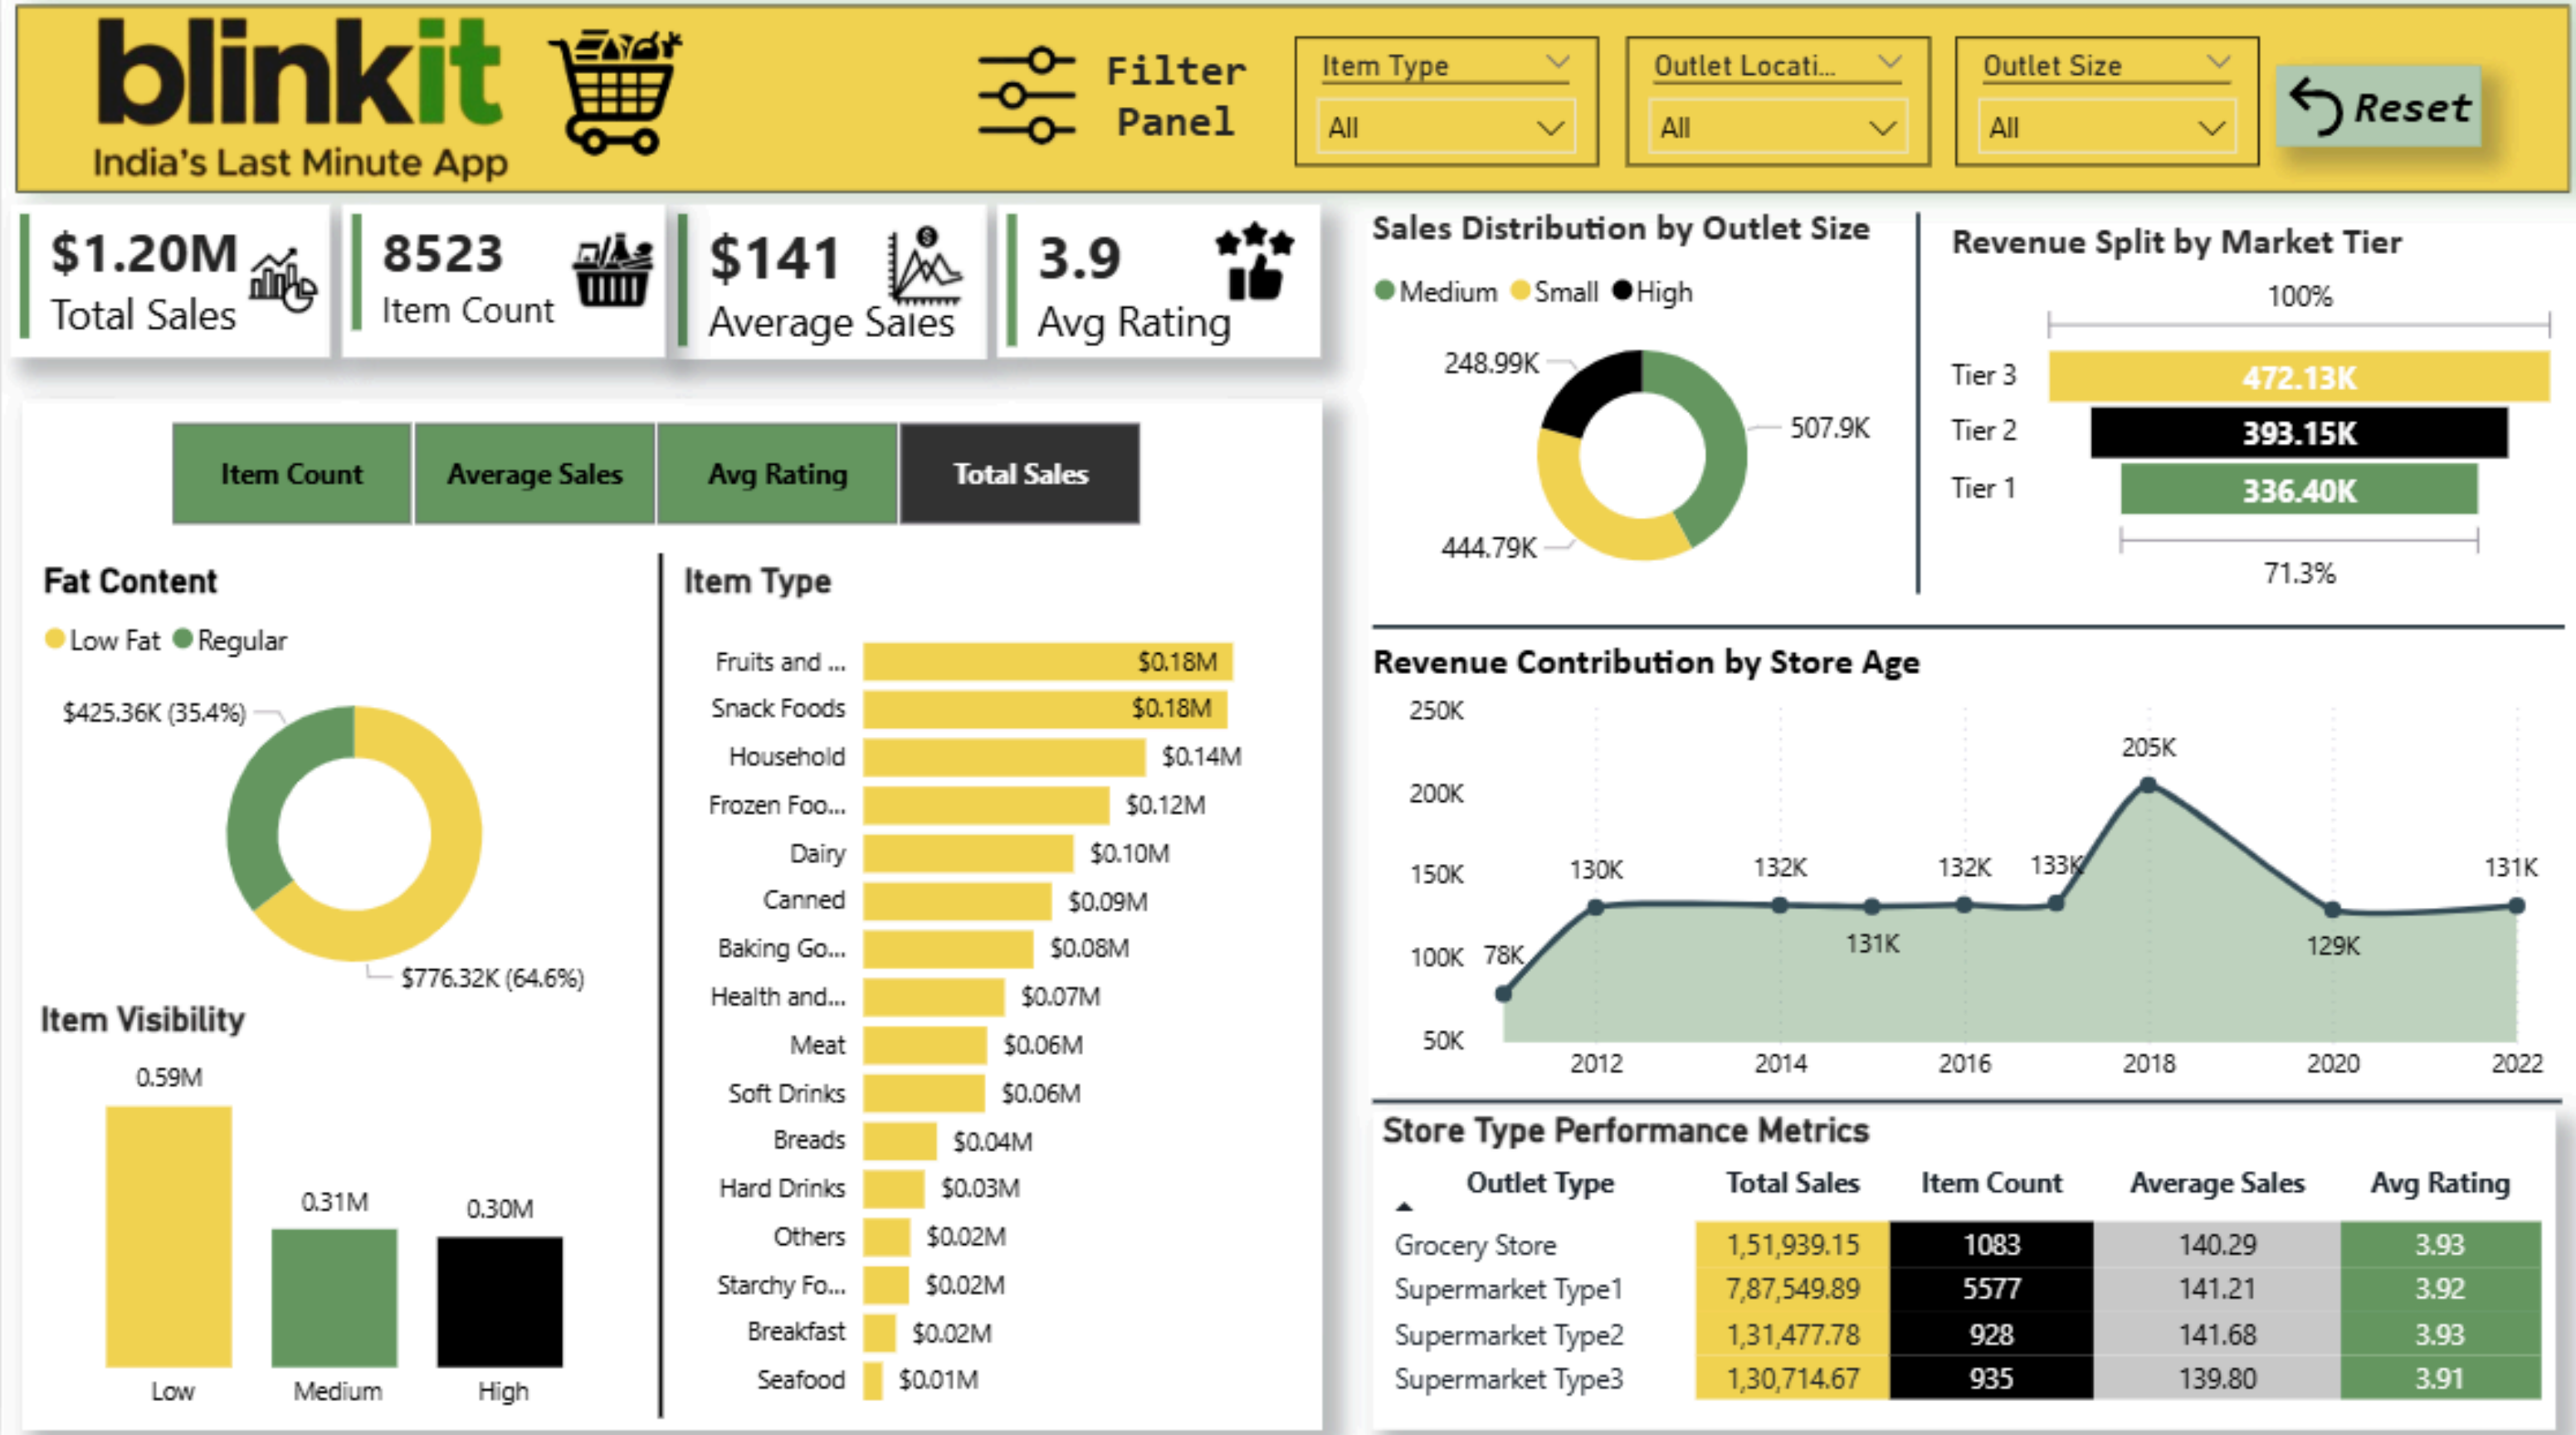 blinkit
India's Last Minute App
Filter
Panel
Item Type
All
Outlet Locati...
All
Outlet Size
All
Reset
$1.20M
Total Sales
8523
Item Count
$141
Average Sales
3.9
Avg Rating
Item Count
Average Sales
Avg Rating
Total Sales
Fat Content
Low Fat
Regular
$425.36K (35.4%)
$776.32K (64.6%)
Item Visibility
0.59M
0.31M
0.30M
Low
Medium
High
Item Type
Fruits and ... $0.18M
Snack Foods $0.18M
Household $0.14M
Frozen Foo... $0.12M
Dairy $0.10M
Canned $0.09M
Baking Go... $0.08M
Health and... $0.07M
Meat $0.06M
Soft Drinks $0.06M
Breads $0.04M
Hard Drinks $0.03M
Others $0.02M
Starchy Fo... $0.02M
Breakfast $0.02M
Seafood $0.01M
Sales Distribution by Outlet Size
Medium Small High
248.99K
507.9K
444.79K
Revenue Split by Market Tier
100%
Tier 3 472.13K
Tier 2 393.15K
Tier 1 336.40K
71.3%
Revenue Contribution by Store Age
250K
200K
150K
100K
50K
78K
130K
132K
131K
132K
133K
205K
129K
131K
2012 2014 2016 2018 2020 2022
Store Type Performance Metrics
Outlet Type Total Sales Item Count Average Sales Avg Rating
Grocery Store 1,51,939.15 1083 140.29 3.93
Supermarket Type1 7,87,549.89 5577 141.21 3.92
Supermarket Type2 1,31,477.78 928 141.68 3.93
Supermarket Type3 1,30,714.67 935 139.80 3.91